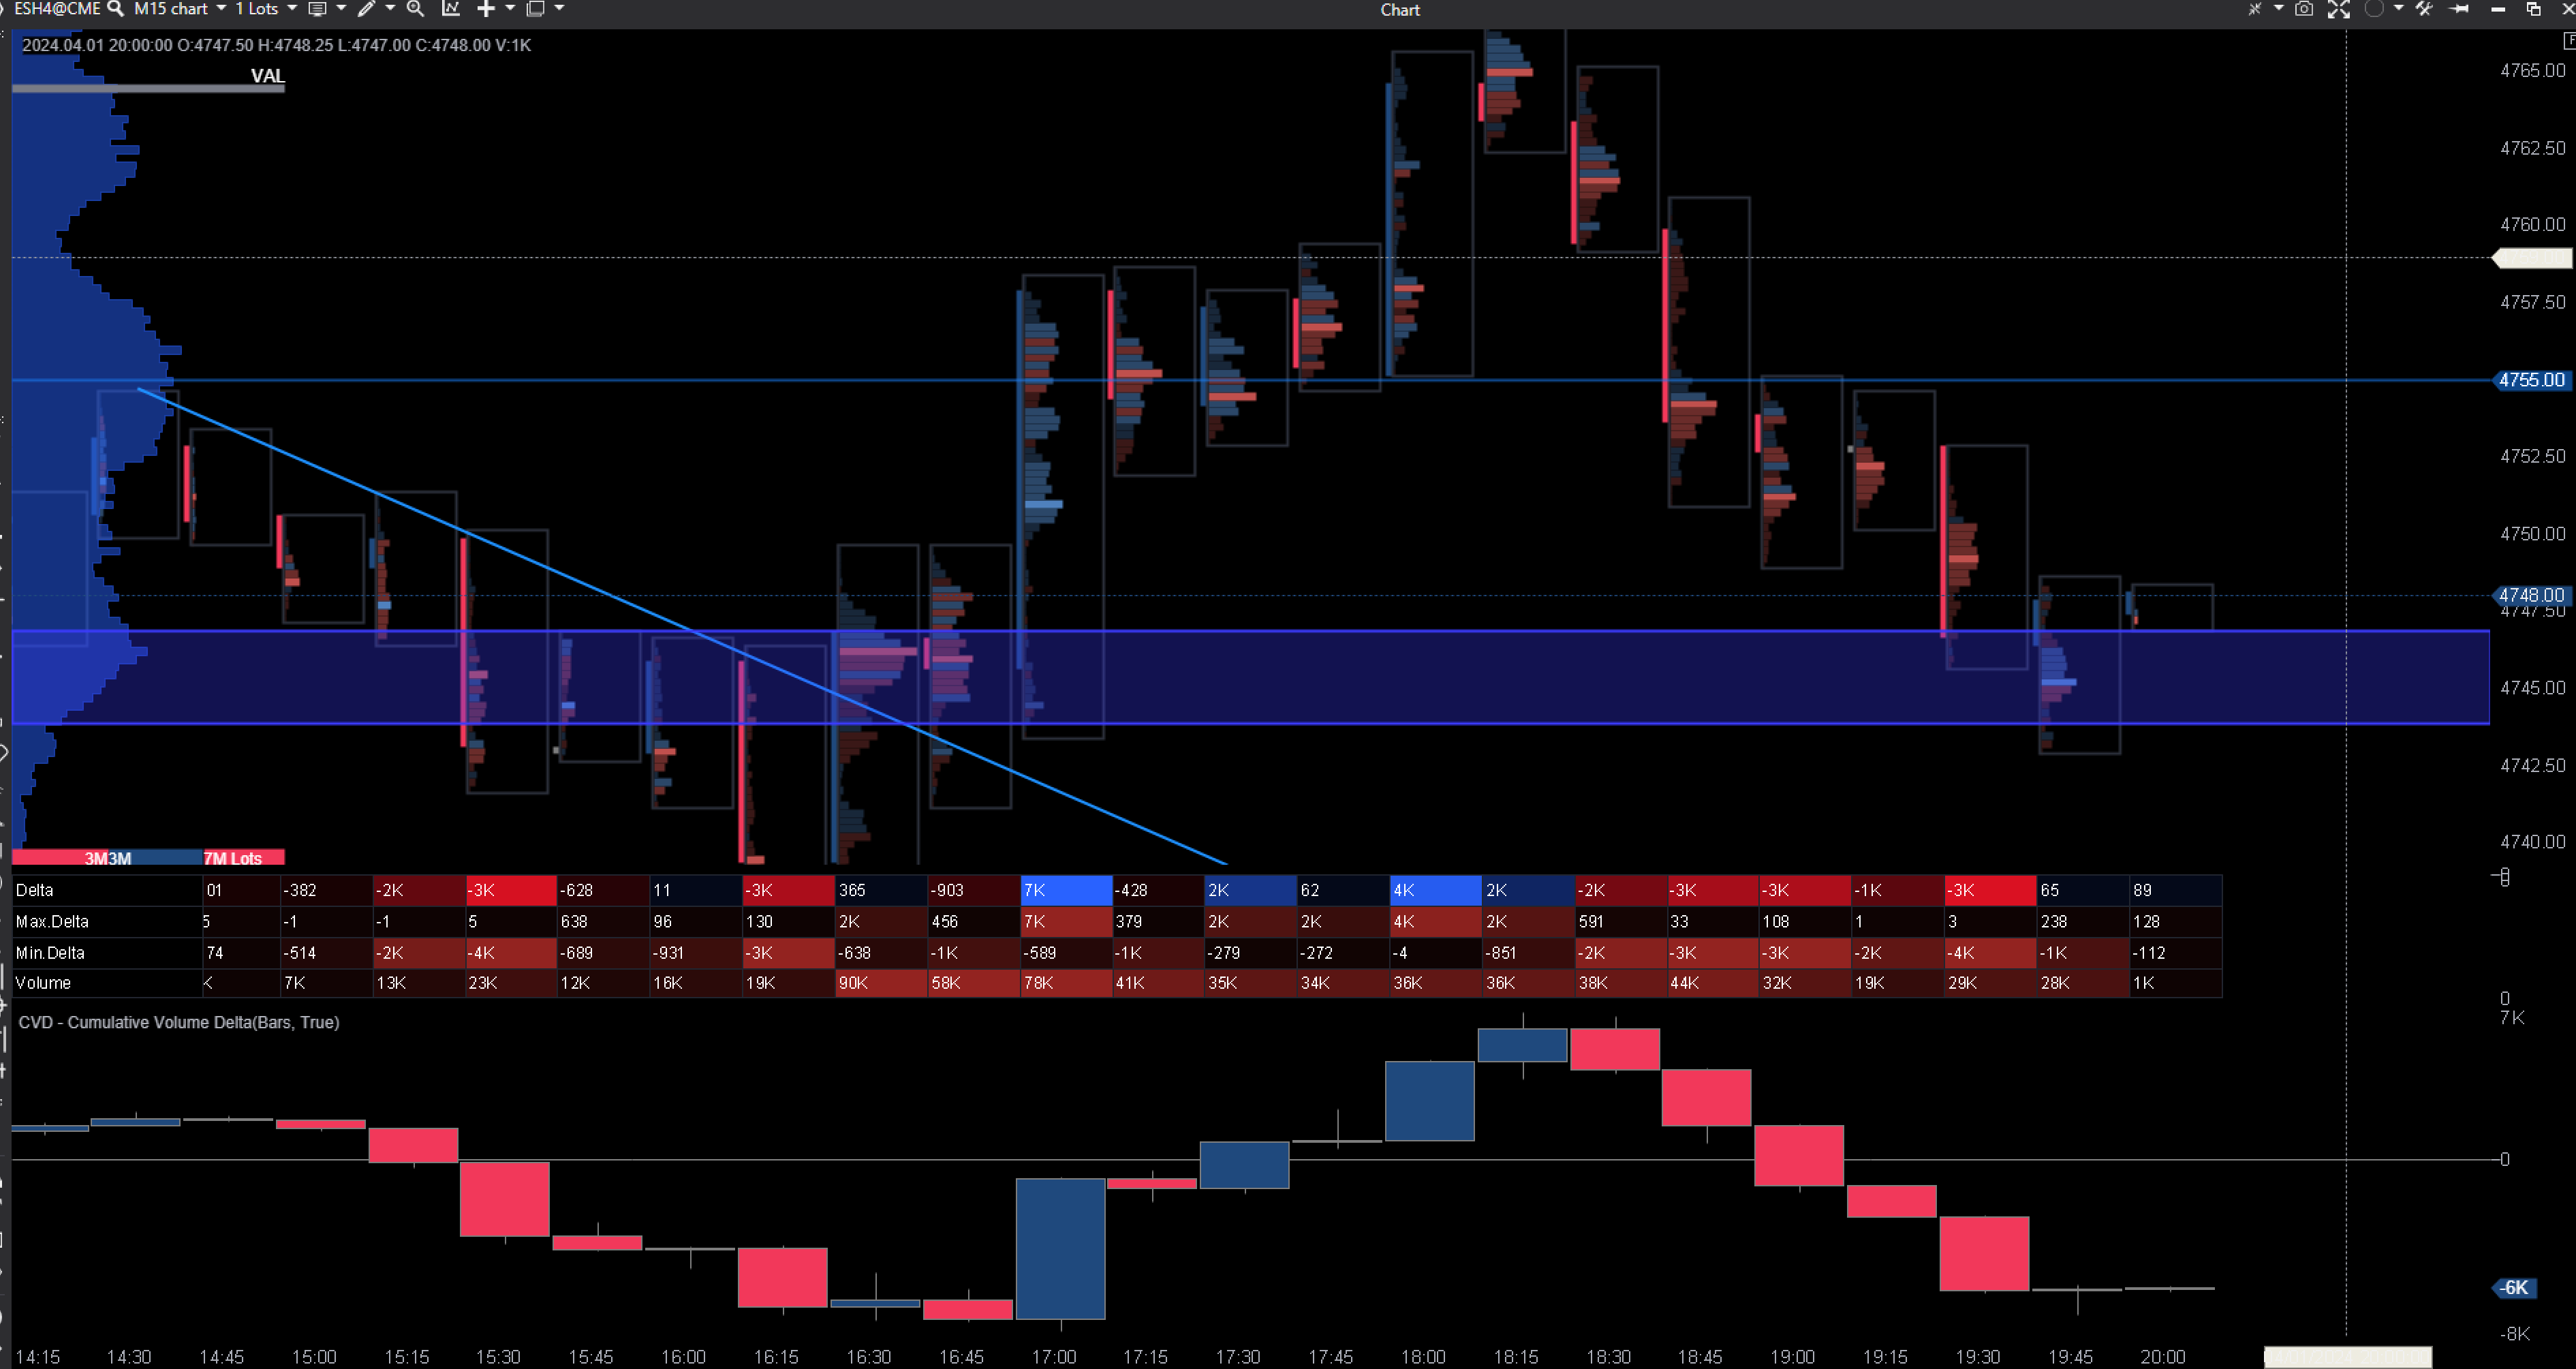 ESH4@CME M15 chart 1 Lots Chart
2024.04.01 20:00:00 O:4747.50 H:4748.25 L:4747.00 C:4748.00 V:1K
VAL
4765.00
4762.50
4760.00
4757.50
4755.00
4752.50
4750.00
4748.00
4747.50
4745.00
4742.50
4740.00
3M 3M 7M Lots
Delta 01 -382 -2K -3K -628 11 -3K 365 -903 7K -428 2K 62 4K 2K -2K -3K -3K -1K -3K 65 89
Max.Delta 5 -1 -1 5 638 96 130 2K 456 7K 379 2K 2K 4K 2K 591 33 108 1 3 238 128
Min.Delta 74 -514 -2K -4K -689 -931 -3K -638 -1K -589 -1K -279 -272 -4 -851 -2K -3K -3K -2K -4K -1K -112
Volume K 7K 13K 23K 12K 16K 19K 90K 58K 78K 41K 35K 34K 36K 36K 38K 44K 32K 19K 29K 28K 1K
0
CVD - Cumulative Volume Delta(Bars, True)
7K
0
-6K
-8K
14:15 14:30 14:45 15:00 15:15 15:30 15:45 16:00 16:15 16:30 16:45 17:00 17:15 17:30 17:45 18:00 18:15 18:30 18:45 19:00 19:15 19:30 19:45 20:00